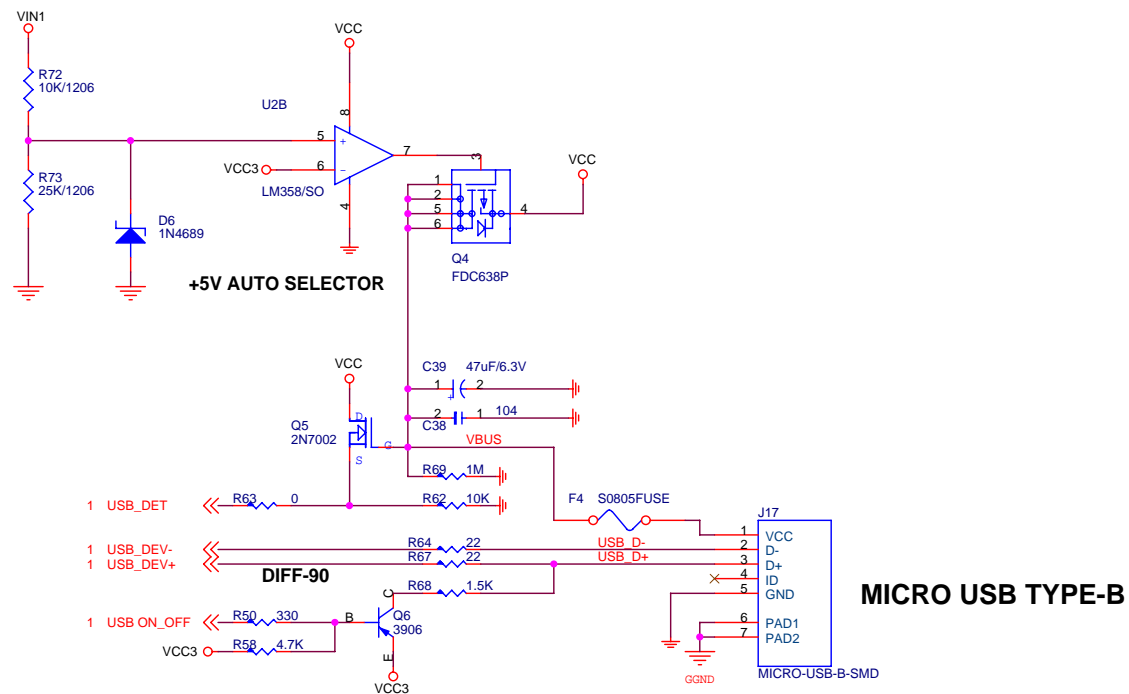 VIN1
R72
10K/1206
R73
25K/1206
D6
1N4689
U2B
VCC
8
5
+
6
-
7
4
VCC3
LM358/SO
3
1
2
5
6
4
VCC
Q4
FDC638P
+5V AUTO SELECTOR
VCC
C39 47uF/6.3V
1 + 2
2 1 104
C38
Q5
2N7002
D
G
S
VBUS
R69 1M
1 USB_DET R63 0 R62 10K
F4 S0805FUSE
1 USB_DEV- R64 22 USB_D-
1 USB_DEV+ R67 22 USB_D+
DIFF-90
R68 1.5K
1 USB ON_OFF R50 330 B
C
Q6
3906
E
VCC3 R58 4.7K
VCC3
J17
1 VCC
2 D-
3 D+
4 ID
5 GND
6 PAD1
7 PAD2
GGND
MICRO-USB-B-SMD
MICRO USB TYPE-B